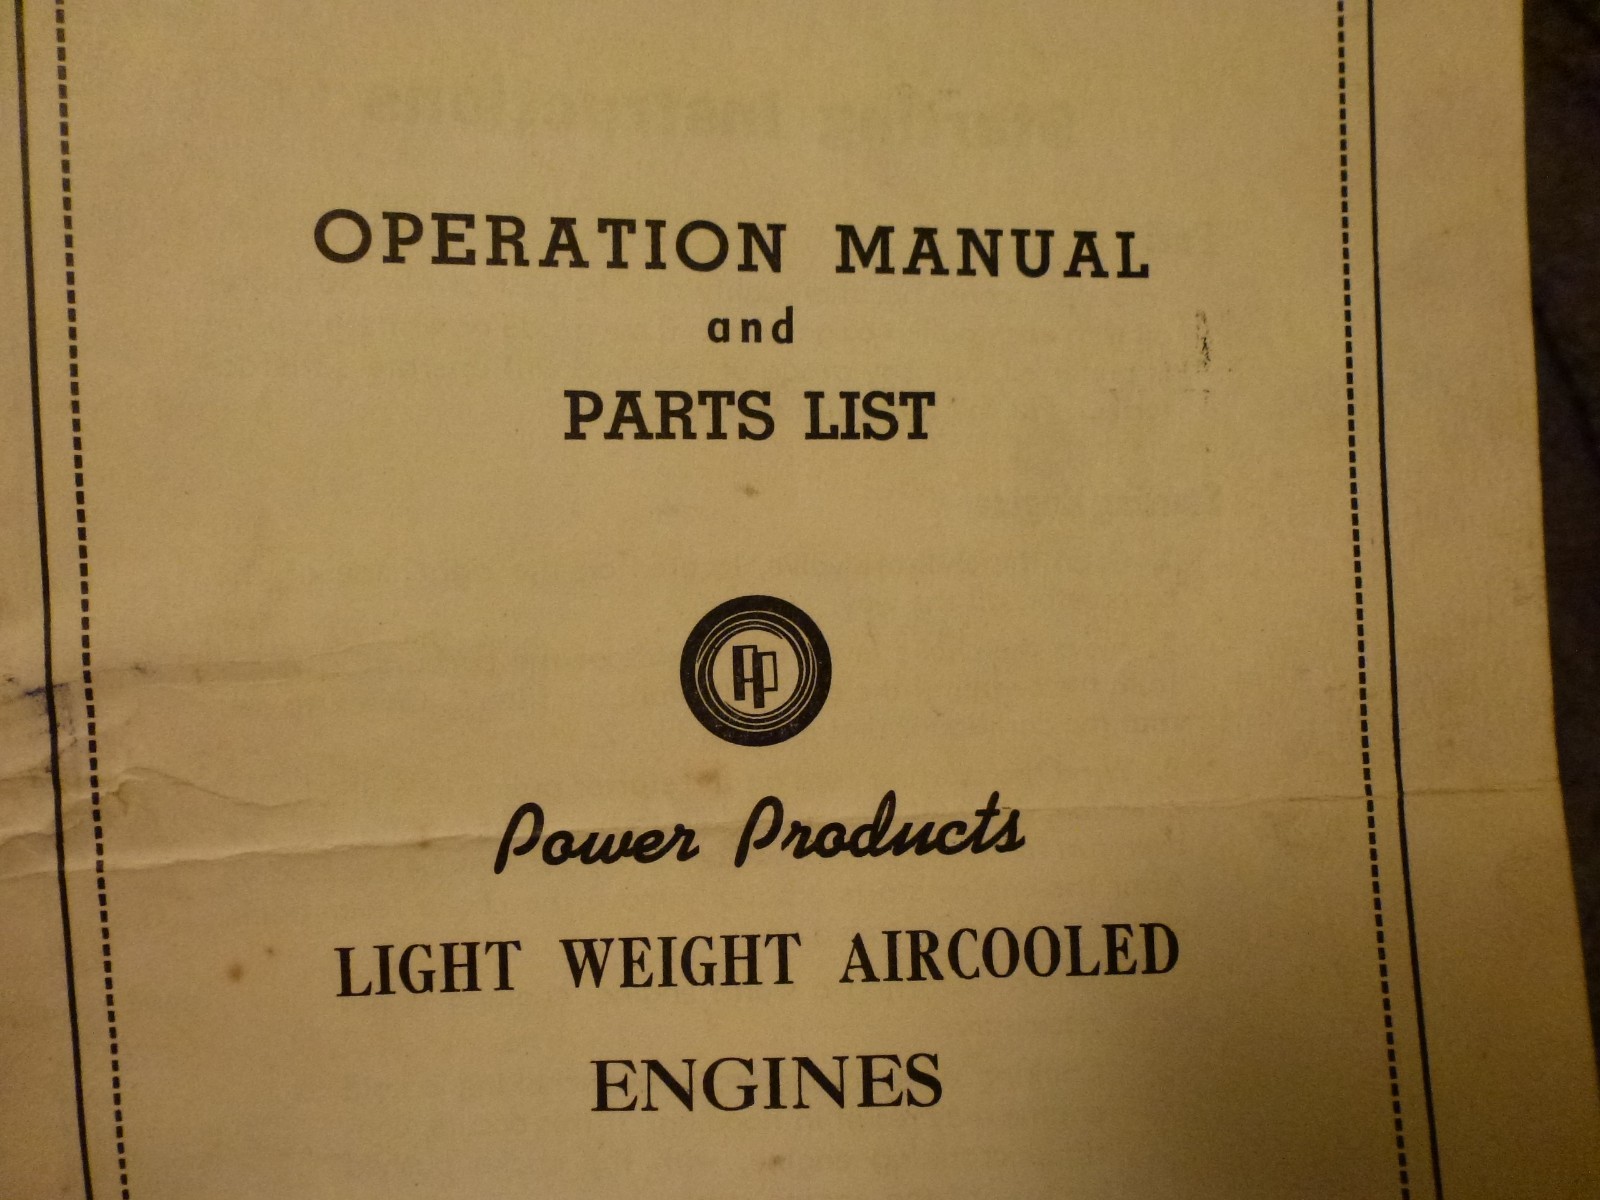 OPERATION MANUAL
and
PARTS LIST
PP
Power Products
LIGHT WEIGHT AIRCOOLED
ENGINES